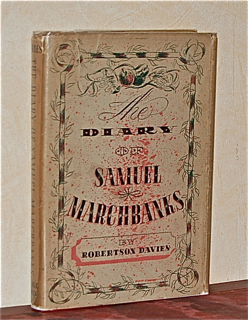 The
DIARY
OF
SAMUEL
MARCHBANKS
BY
ROBERTSON DAVIES